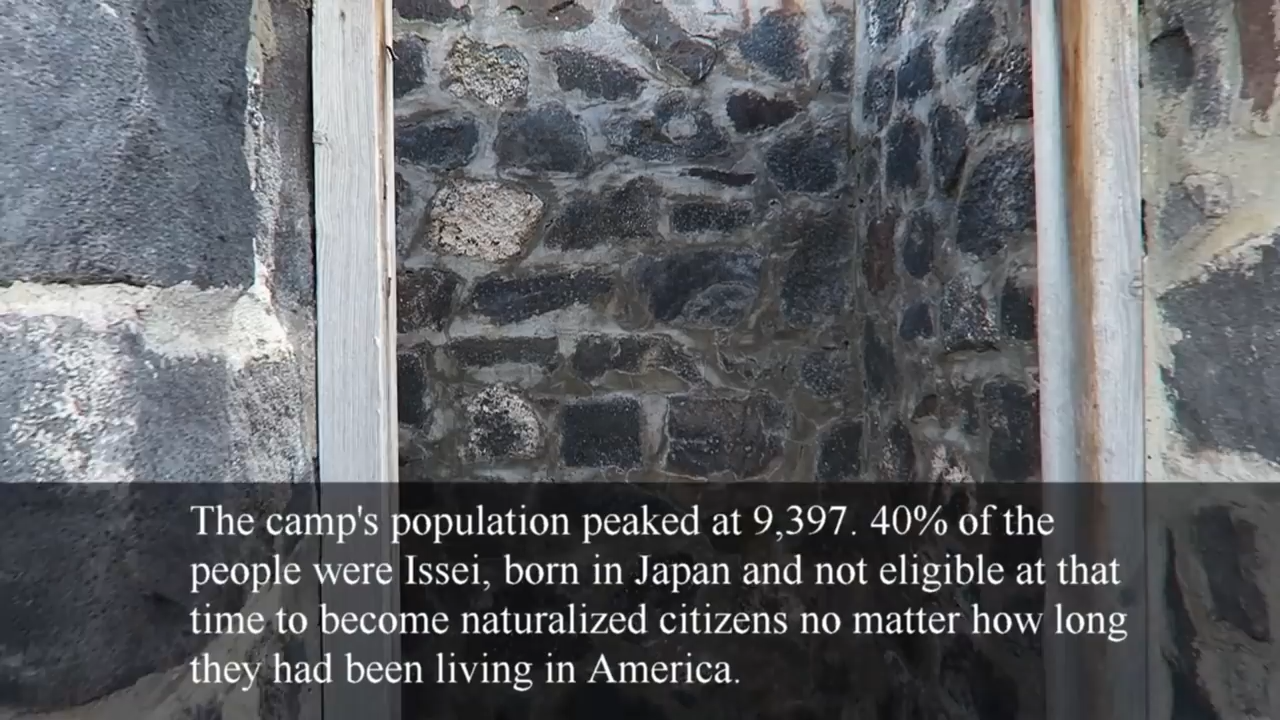 The camp's population peaked at 9,397. 40% of the
people were Issei, born in Japan and not eligible at that
time to become naturalized citizens no matter how long
they had been living in America.